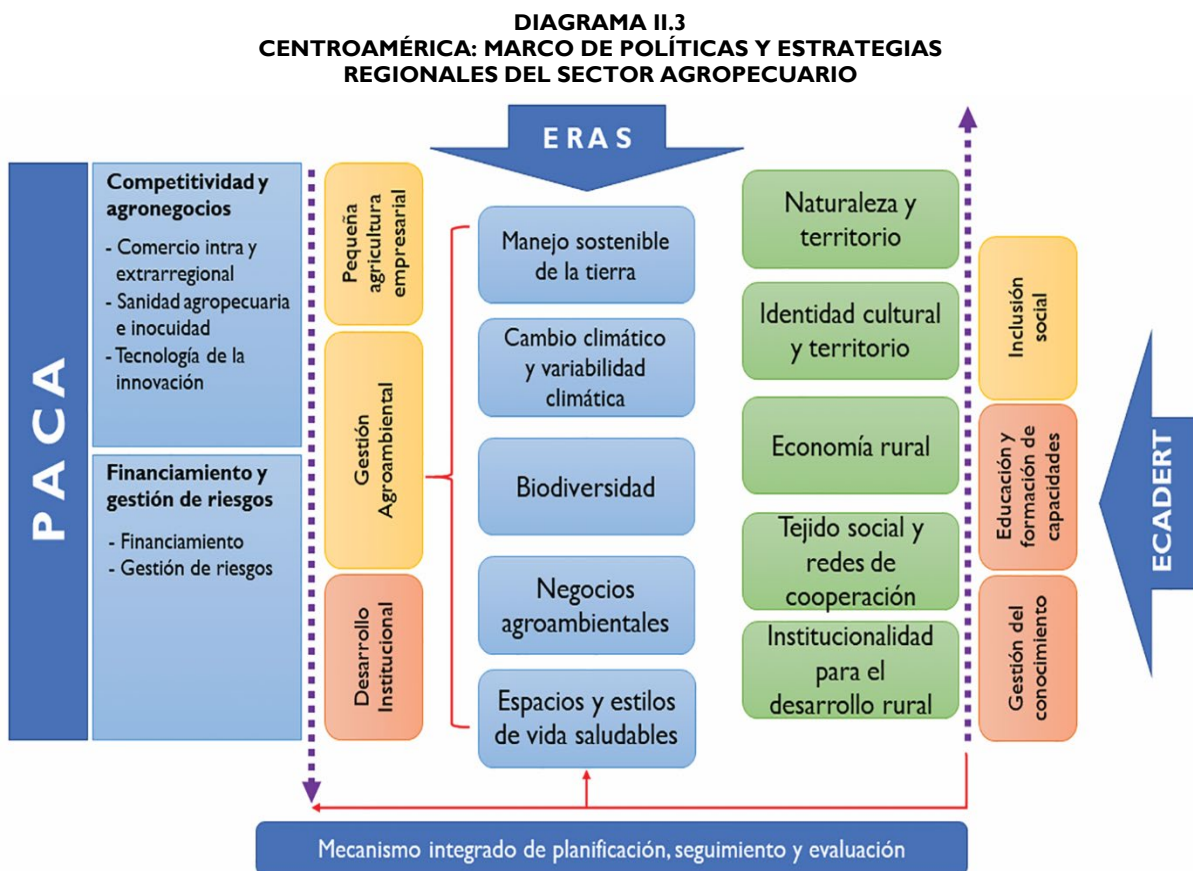 DIAGRAMA II.3
CENTROAMÉRICA: MARCO DE POLÍTICAS Y ESTRATEGIAS
REGIONALES DEL SECTOR AGROPECUARIO
PACA
Competitividad y
agronegocios
- Comercio intra y
extrarregional
- Sanidad agropecuaria
e inocuidad
- Tecnología de la
innovación
Financiamiento y
gestión de riesgos
- Financiamiento
- Gestión de riesgos
Pequeña
agricultura
empresarial
Gestión
Agroambiental
Desarrollo
Institucional
ERAS
Manejo sostenible
de la tierra
Cambio climático
y variabilidad
climática
Biodiversidad
Negocios
agroambientales
Espacios y estilos
de vida saludables
Naturaleza y
territorio
Identidad cultural
y territorio
Economía rural
Tejido social y
redes de
cooperación
Institucionalidad
para el
desarrollo rural
Inclusión
social
Educación y
formación de
capacidades
Gestión del
conocimiento
ECADERT
Mecanismo integrado de planificación, seguimiento y evaluación